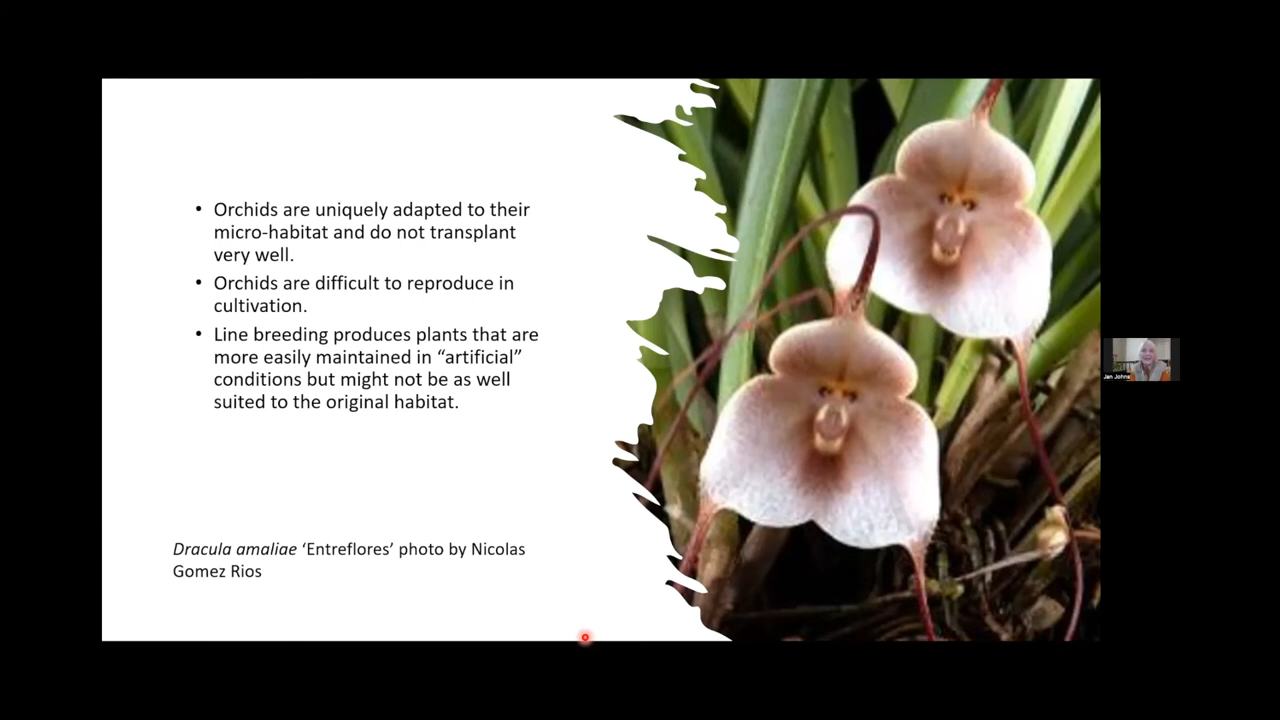 • Orchids are uniquely adapted to their
micro-habitat and do not transplant
very well.
• Orchids are difficult to reproduce in
cultivation.
• Line breeding produces plants that are
more easily maintained in “artificial”
conditions but might not be as well
suited to the original habitat.
Dracula amaliae ‘Entreflores’ photo by Nicolas
Gomez Rios
Jan Johns